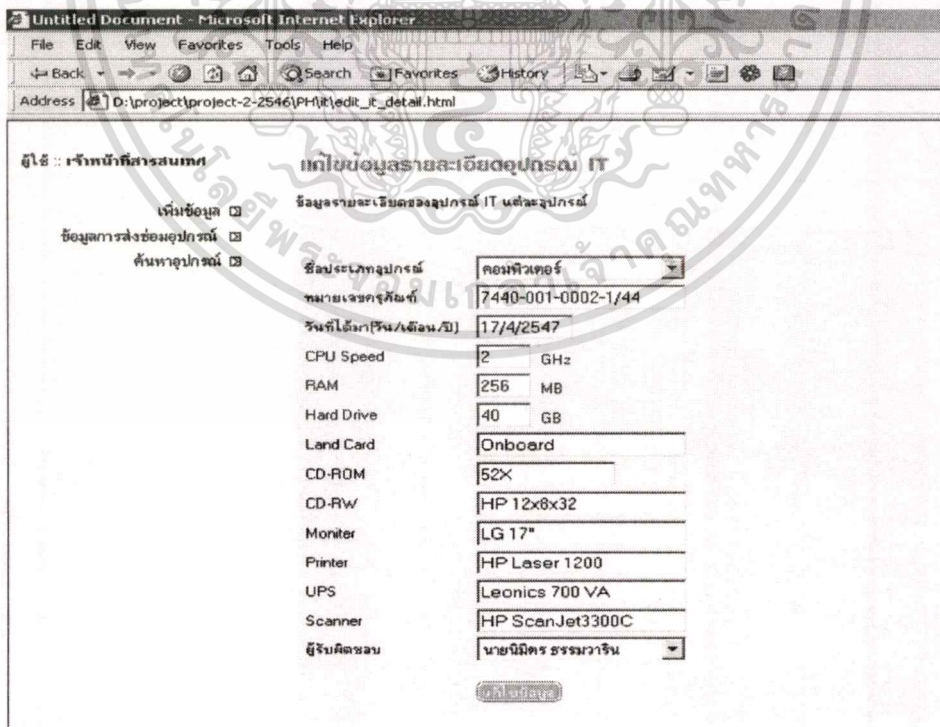 Untitled Document - Microsoft Internet Explorer
File Edit View Favorites Tools Help
Back Search Favorites History
Address D:\project\project-2-2546\PH\it\edit_it_detail.html
ผู้ใช้ :: เจ้าหน้าที่สารสนเทศ
แก้ไขข้อมูลรายละเอียดอุปกรณ์ IT
ข้อมูลรายละเอียดของอุปกรณ์ IT แต่ละอุปกรณ์
เพิ่มข้อมูล
ข้อมูลการส่งซ่อมอุปกรณ์
ค้นหาอุปกรณ์
ชื่อประเภทอุปกรณ์ คอมพิวเตอร์
หมายเลขครุภัณฑ์ 7440-001-0002-1/44
วันที่ได้มา(วัน/เดือน/ปี) 17/4/2547
CPU Speed 2 GHz
RAM 256 MB
Hard Drive 40 GB
Land Card Onboard
CD-ROM 52X
CD-RW HP 12x8x32
Moniter LG 17"
Printer HP Laser 1200
UPS Leonics 700 VA
Scanner HP ScanJet3300C
ผู้รับผิดชอบ นายนิมิตร ธรรมวาริน
แก้ไขข้อมูล